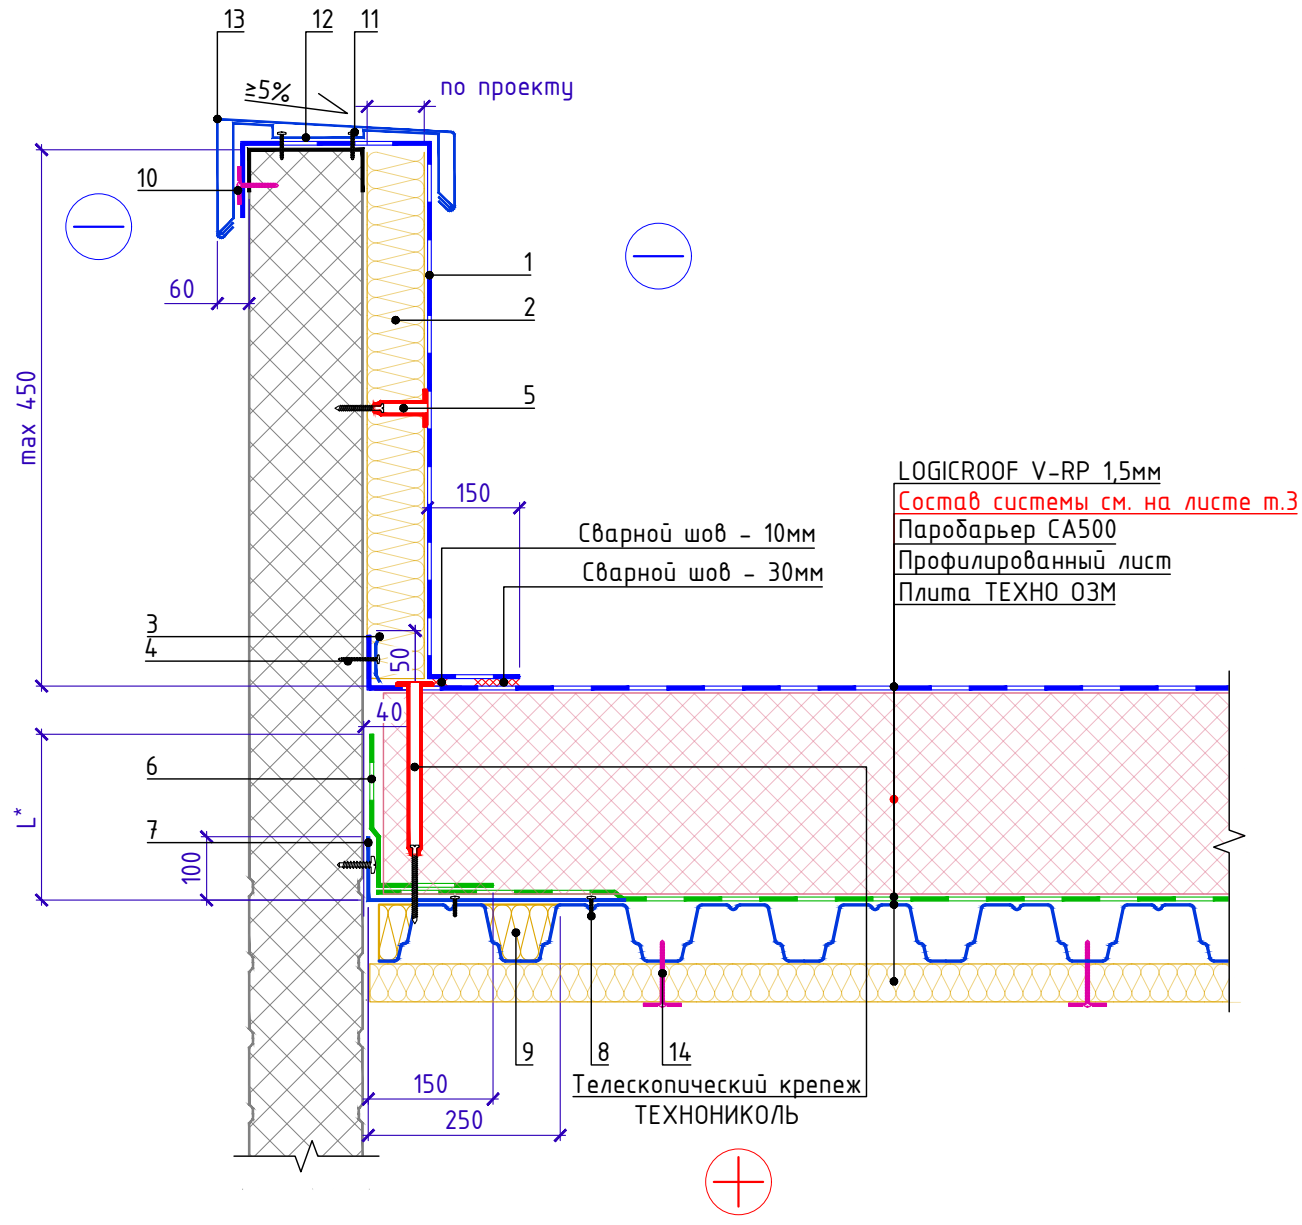 13
12
11
≥5%
по проекту
10
1
60
2
max 450
5
150
LOGICROOF V-RP 1,5мм
Состав системы см. на листе т.3
Паробарьер СА500
Профилированный лист
Плита ТЕХНО ОЗМ
Сварной шов - 10мм
Сварной шов - 30мм
3
4
50
40
6
L*
7
100
9
8
14
150
250
Телескопический крепеж
ТЕХНОНИКОЛЬ